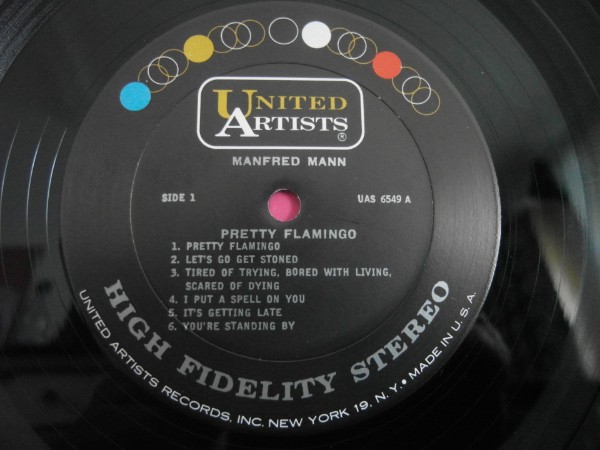 UNITED
ARTISTS
®
MANFRED MANN
SIDE 1
UAS 6549 A
PRETTY FLAMINGO
1. PRETTY FLAMINGO
2. LET'S GO GET STONED
3. TIRED OF TRYING, BORED WITH LIVING,
SCARED OF DYING
4. I PUT A SPELL ON YOU
5. IT'S GETTING LATE
6. YOU'RE STANDING BY
HIGH FIDELITY STEREO
UNITED ARTISTS RECORDS, INC. NEW YORK 19, N.Y. • MADE IN U.S.A.